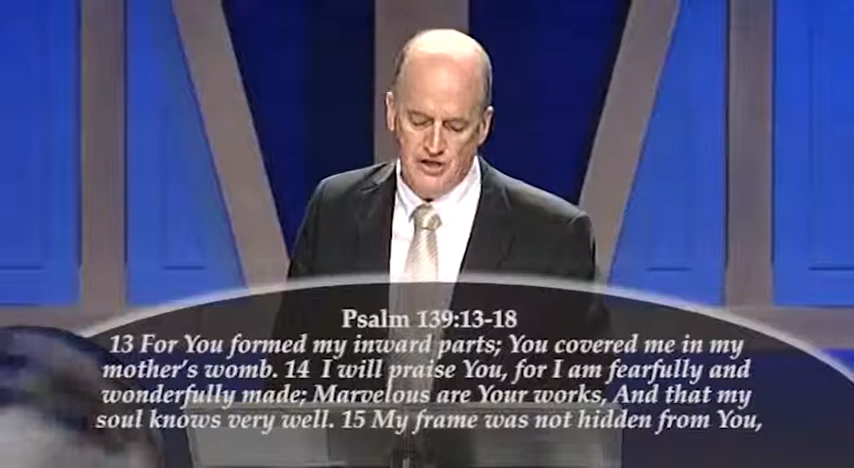 Psalm 139:13-18
13 For You formed my inward parts; You covered me in my
mother's womb. 14 I will praise You, for I am fearfully and
wonderfully made; Marvelous are Your works, And that my
soul knows very well. 15 My frame was not hidden from You,